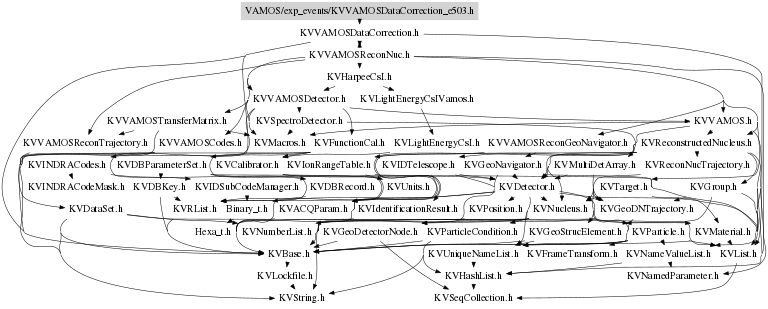 VAMOS/exp_events/KVVAMOSDataCorrection_e503.h
KVVAMOSDataCorrection.h
KVVAMOSReconNuc.h
KVHarpeeCsI.h
KVVAMOSDetector.h KVLightEnergyCsIVamos.h
KVVAMOSTransferMatrix.h KVSpectroDetector.h KVVAMOS.h
KVVAMOSReconTrajectory.h KVVAMOSCodes.h KVMacros.h KVFunctionCal.h KVLightEnergyCsI.h KVVAMOSReconGeoNavigator.h KVReconstructedNucleus.h
KVINDRACodes.h KVDBParameterSet.h KVCalibrator.h KVIonRangeTable.h KVIDTelescope.h KVGeoNavigator.h KVMultiDetArray.h KVReconNucTrajectory.h
KVINDRACodeMask.h KVDBKey.h KVIDSubCodeManager.h KVDBRecord.h KVUnits.h KVDetector.h KVTarget.h KVGroup.h
KVDataSet.h KVRList.h Binary_t.h KVACQParam.h KVIdentificationResult.h KVPosition.h KVNucleus.h KVGeoDNTrajectory.h
Hexa_t.h KVNumberList.h KVGeoDetectorNode.h KVParticleCondition.h KVGeoStrucElement.h KVParticle.h KVMaterial.h
KVBase.h KVUniqueNameList.h KVFrameTransform.h KVNameValueList.h KVList.h
KVLockfile.h KVHashList.h KVNamedParameter.h
KVString.h KVSeqCollection.h